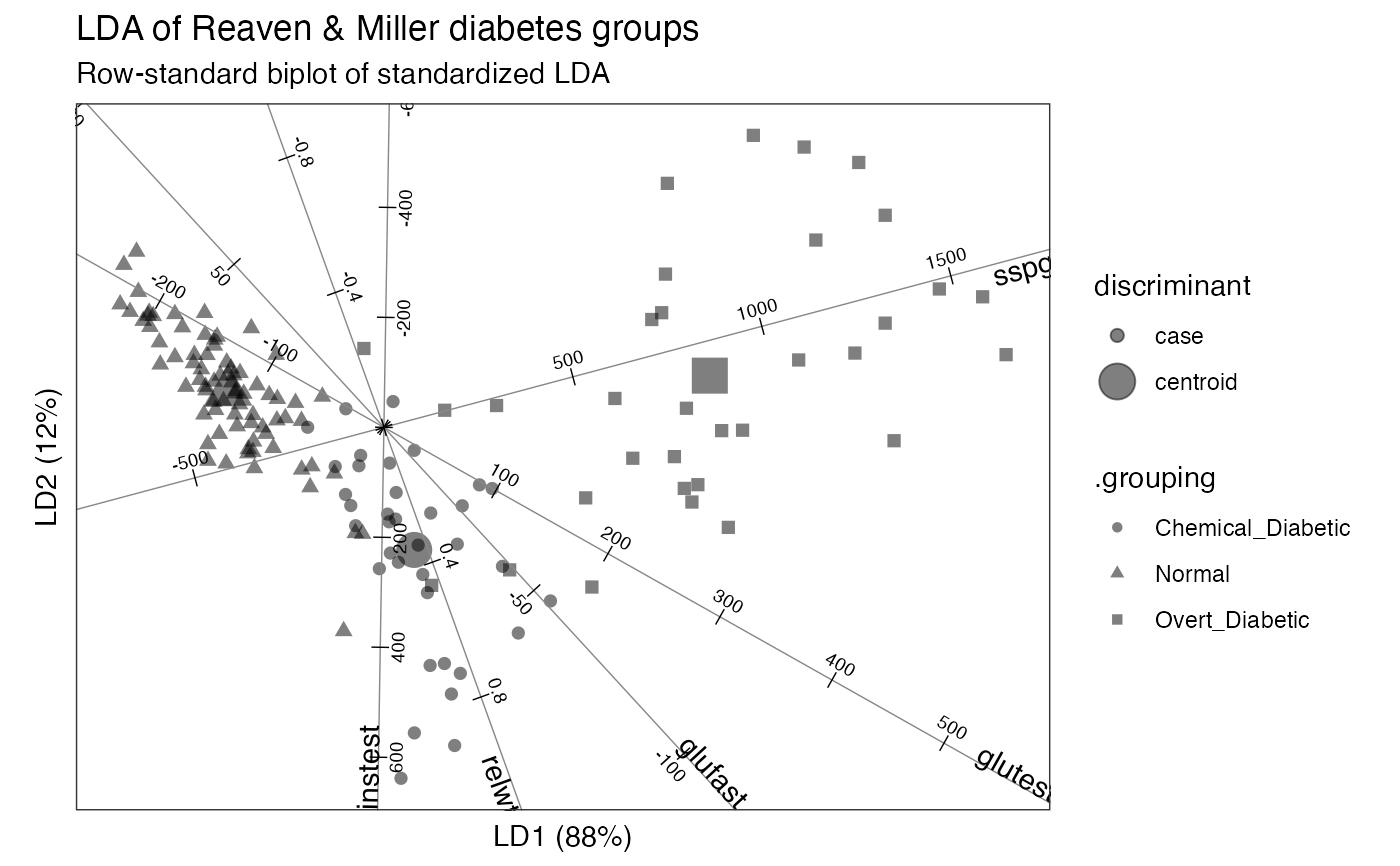 LDA of Reaven & Miller diabetes groups
Row-standard biplot of standardized LDA
-0.8
-400
-200
50
-0.4
-200
-100
500
1000
1500
sspg
-500
100
200
0.4
200
-50
300
400
0.8
400
500
600
-100
instest
relwt
glufast
glutest
LD1 (88%)
LD2 (12%)
discriminant
case
centroid
.grouping
Chemical_Diabetic
Normal
Overt_Diabetic